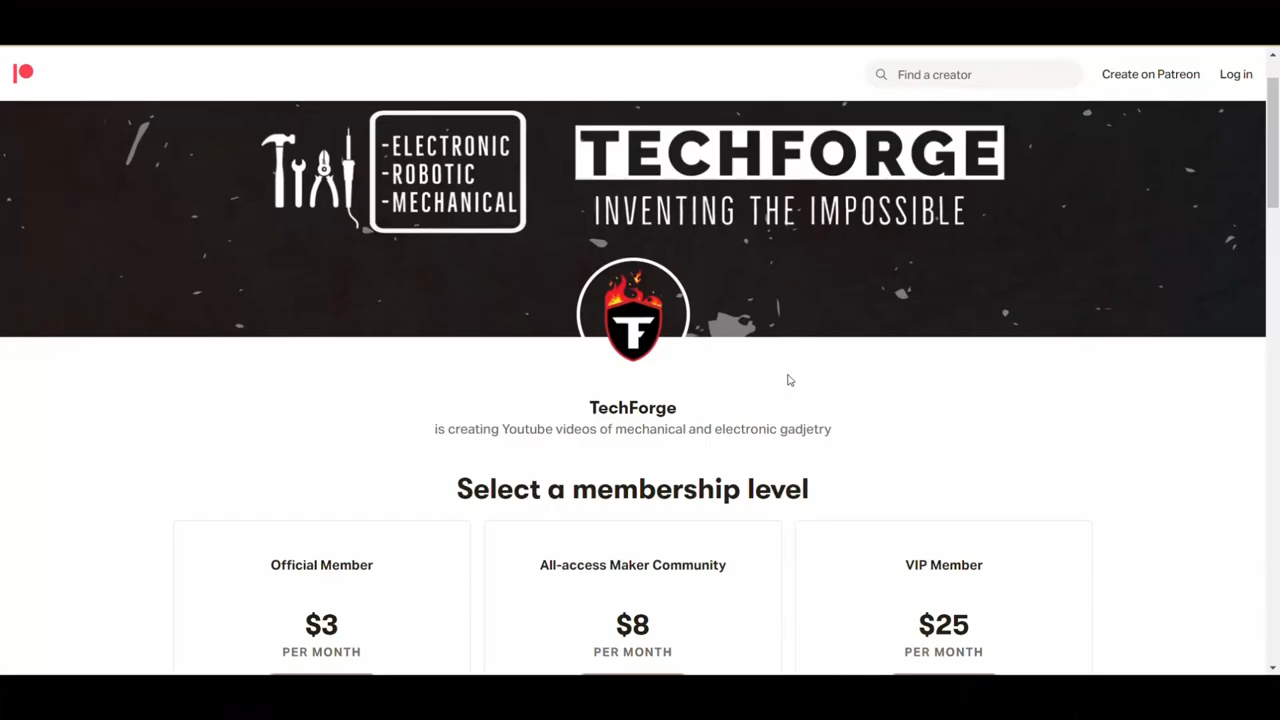 Find a creator
Create on Patreon
Log in
-ELECTRONIC
-ROBOTIC
-MECHANICAL
TECHFORGE
INVENTING THE IMPOSSIBLE
TF
TechForge
is creating Youtube videos of mechanical and electronic gadjetry
Select a membership level
Official Member
$3
PER MONTH
All-access Maker Community
$8
PER MONTH
VIP Member
$25
PER MONTH